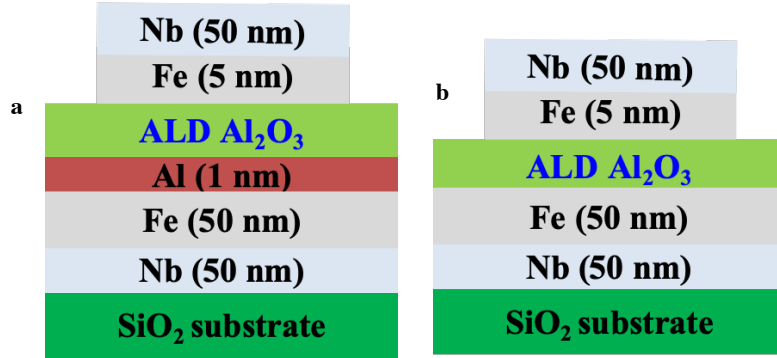 a
Nb (50 nm)
Fe (5 nm)
ALD Al₂O₃
Al (1 nm)
Fe (50 nm)
Nb (50 nm)
SiO₂ substrate
b
Nb (50 nm)
Fe (5 nm)
ALD Al₂O₃
Fe (50 nm)
Nb (50 nm)
SiO₂ substrate